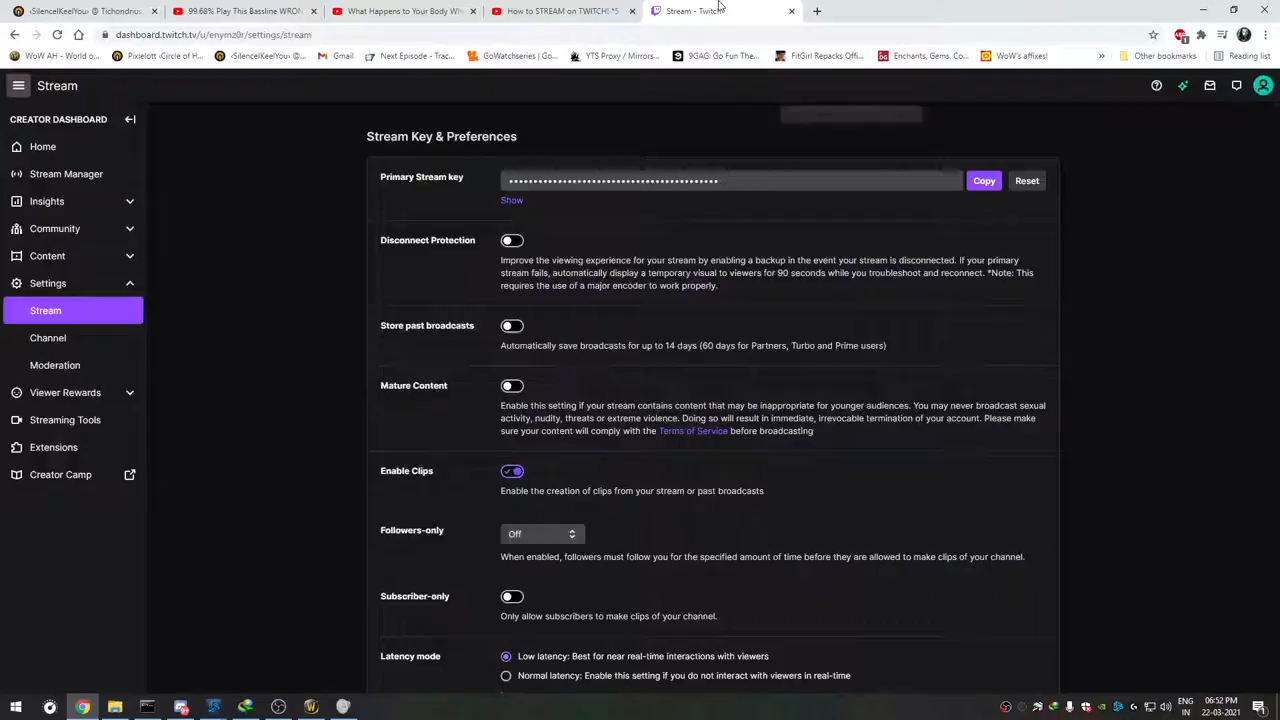 ‹SilenceIKeelYou› @ Tichondrius
99.68% Play This Bassline WRON
What Happens to Your Body Wh
How to STREAM on TWITCH! *5
Stream - Twitch
dashboard.twitch.tv/u/enymz0r/settings/stream
WoW AH - World o...
Pixelott ‹Circle of H...
‹SilenceIKeelYou› @...
Gmail
Next Episode - Trac...
GoWatchseries | Go...
YTS Proxy / Mirrors...
9GAG: Go Fun The...
FitGirl Repacks Offi...
Enchants, Gems, Co...
WoW's affixes!
»
Other bookmarks
Reading list
Stream
CREATOR DASHBOARD
Home
Stream Manager
Insights
Community
Content
Settings
Stream
Channel
Moderation
Viewer Rewards
Streaming Tools
Extensions
Creator Camp
Stream Key & Preferences
Primary Stream key
Copy
Reset
Show
Disconnect Protection
Improve the viewing experience for your stream by enabling a backup in the event your stream is disconnected. If your primary
stream fails, automatically display a temporary visual to viewers for 90 seconds while you troubleshoot and reconnect. *Note: This
requires the use of a major encoder to work properly.
Store past broadcasts
Automatically save broadcasts for up to 14 days (60 days for Partners, Turbo and Prime users)
Mature Content
Enable this setting if your stream contains content that may be inappropriate for younger audiences. You may never broadcast sexual
activity, nudity, threats or extreme violence. Doing so will result in immediate, irrevocable termination of your account. Please make
sure your content will comply with the Terms of Service before broadcasting
Enable Clips
Enable the creation of clips from your stream or past broadcasts
Followers-only
Off
When enabled, followers must follow you for the specified amount of time before they are allowed to make clips of your channel.
Subscriber-only
Only allow subscribers to make clips of your channel.
Latency mode
Low latency: Best for near real-time interactions with viewers
Normal latency: Enable this setting if you do not interact with viewers in real-time
ENG
IN
06:52 PM
22-03-2021